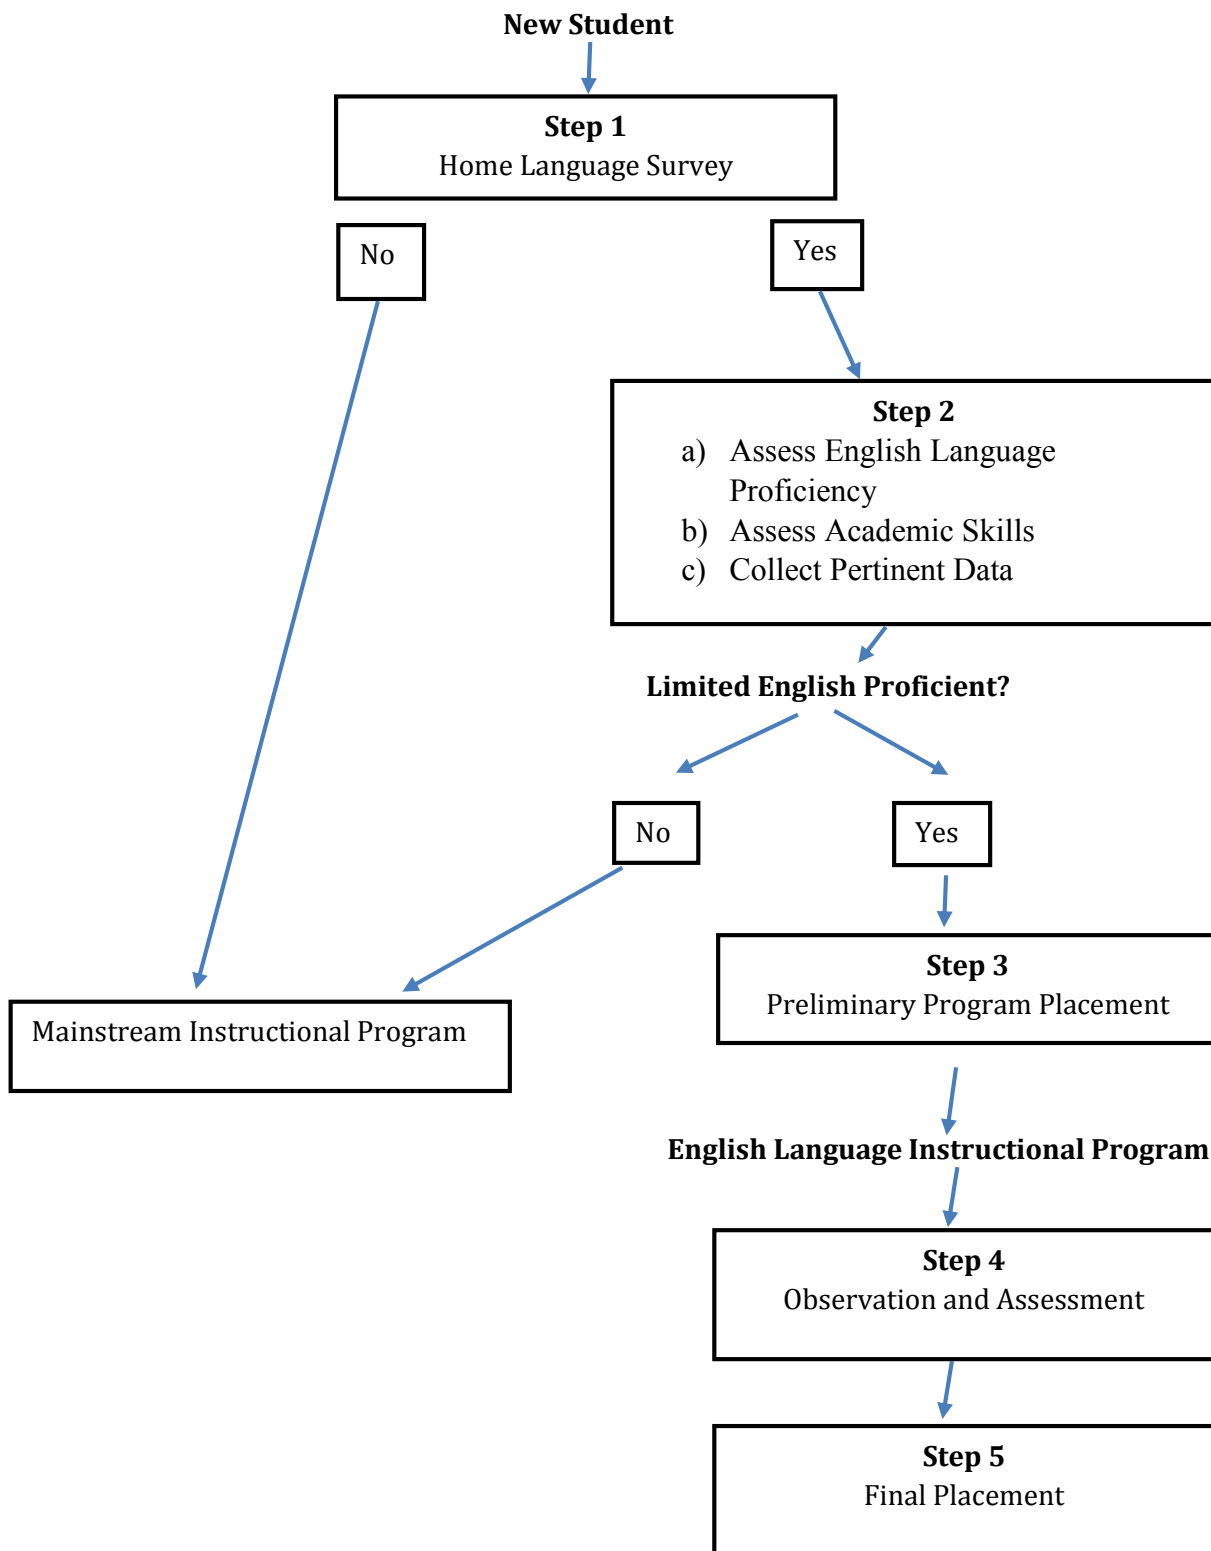 New Student
Step 1
Home Language Survey
No
Yes
Step 2
a) Assess English Language
Proficiency
b) Assess Academic Skills
c) Collect Pertinent Data
Limited English Proficient?
No
Yes
Step 3
Preliminary Program Placement
Mainstream Instructional Program
English Language Instructional Program
Step 4
Observation and Assessment
Step 5
Final Placement